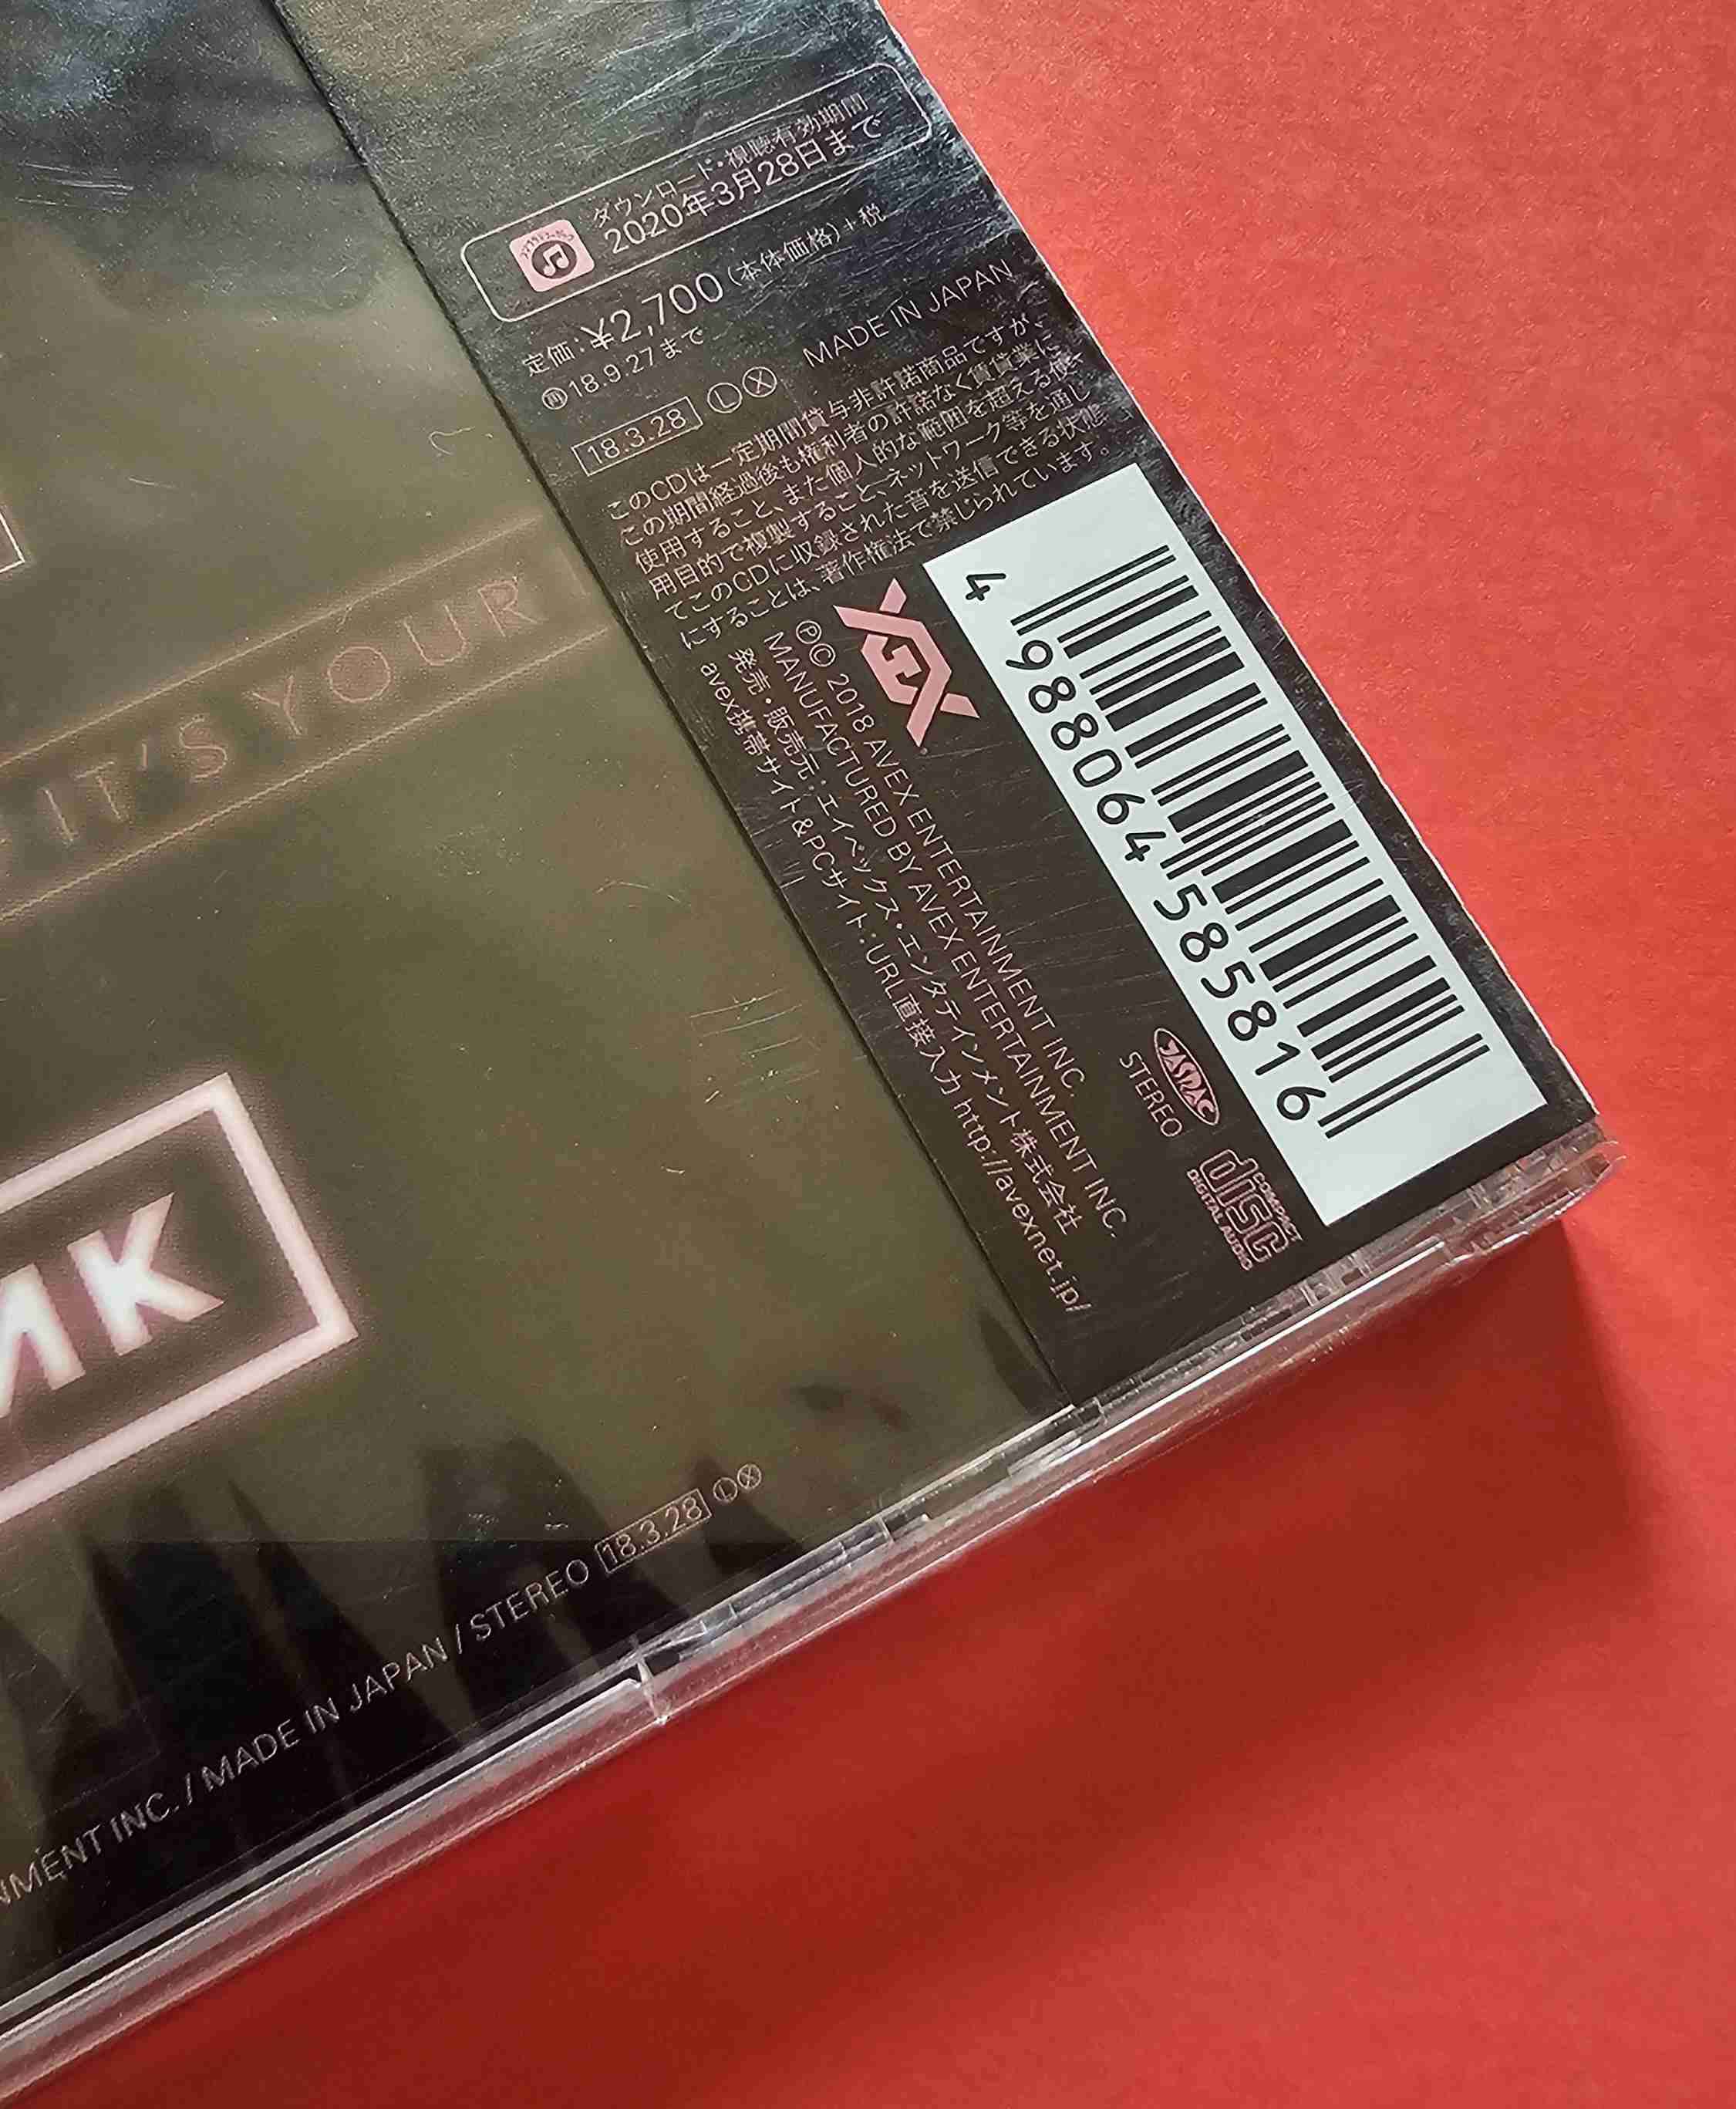 ダウンロード・視聴有効期間
2020年3月28日まで
定価:¥2,700(本体価格)+税
再18.9.27まで
18.3.28 ⓁⓍ MADE IN JAPAN
このCDは一定期間貸与非許諾商品ですが、
この期間経過後も権利者の許諾なく賃貸業に
使用すること、また個人的な範囲を超える使
用目的で複製すること、ネットワーク等を通し
てこのCDに収録された音を送信できる状態
にすることは、著作権法で禁じられています。
4 988064 585816
ⓅⒸ 2018 AVEX ENTERTAINMENT INC.
MANUFACTURED BY AVEX ENTERTAINMENT INC.
発売・販売元:エイベックス・エンタテインメント株式会社
avex携帯サイト&PCサイト:URL直接入力 http://avexnet.jp/
JASRAC
STEREO
COMPACT
disc
DIGITAL AUDIO
IT'S YOUR
NMENT INC. / MADE IN JAPAN / STEREO 18.3.28 ⓁⓍ